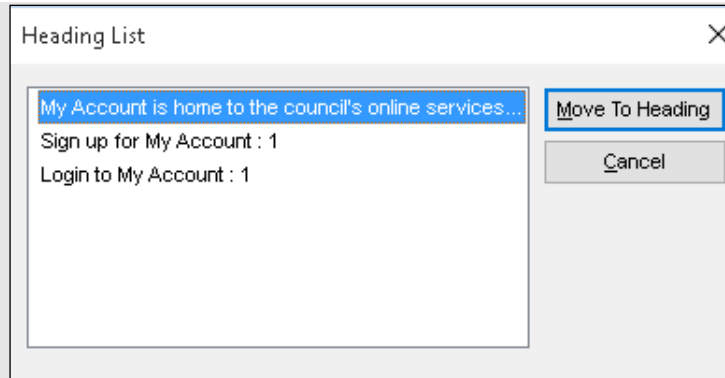 Heading List
My Account is home to the council's online services...
Sign up for My Account : 1
Login to My Account : 1
Move To Heading
Cancel